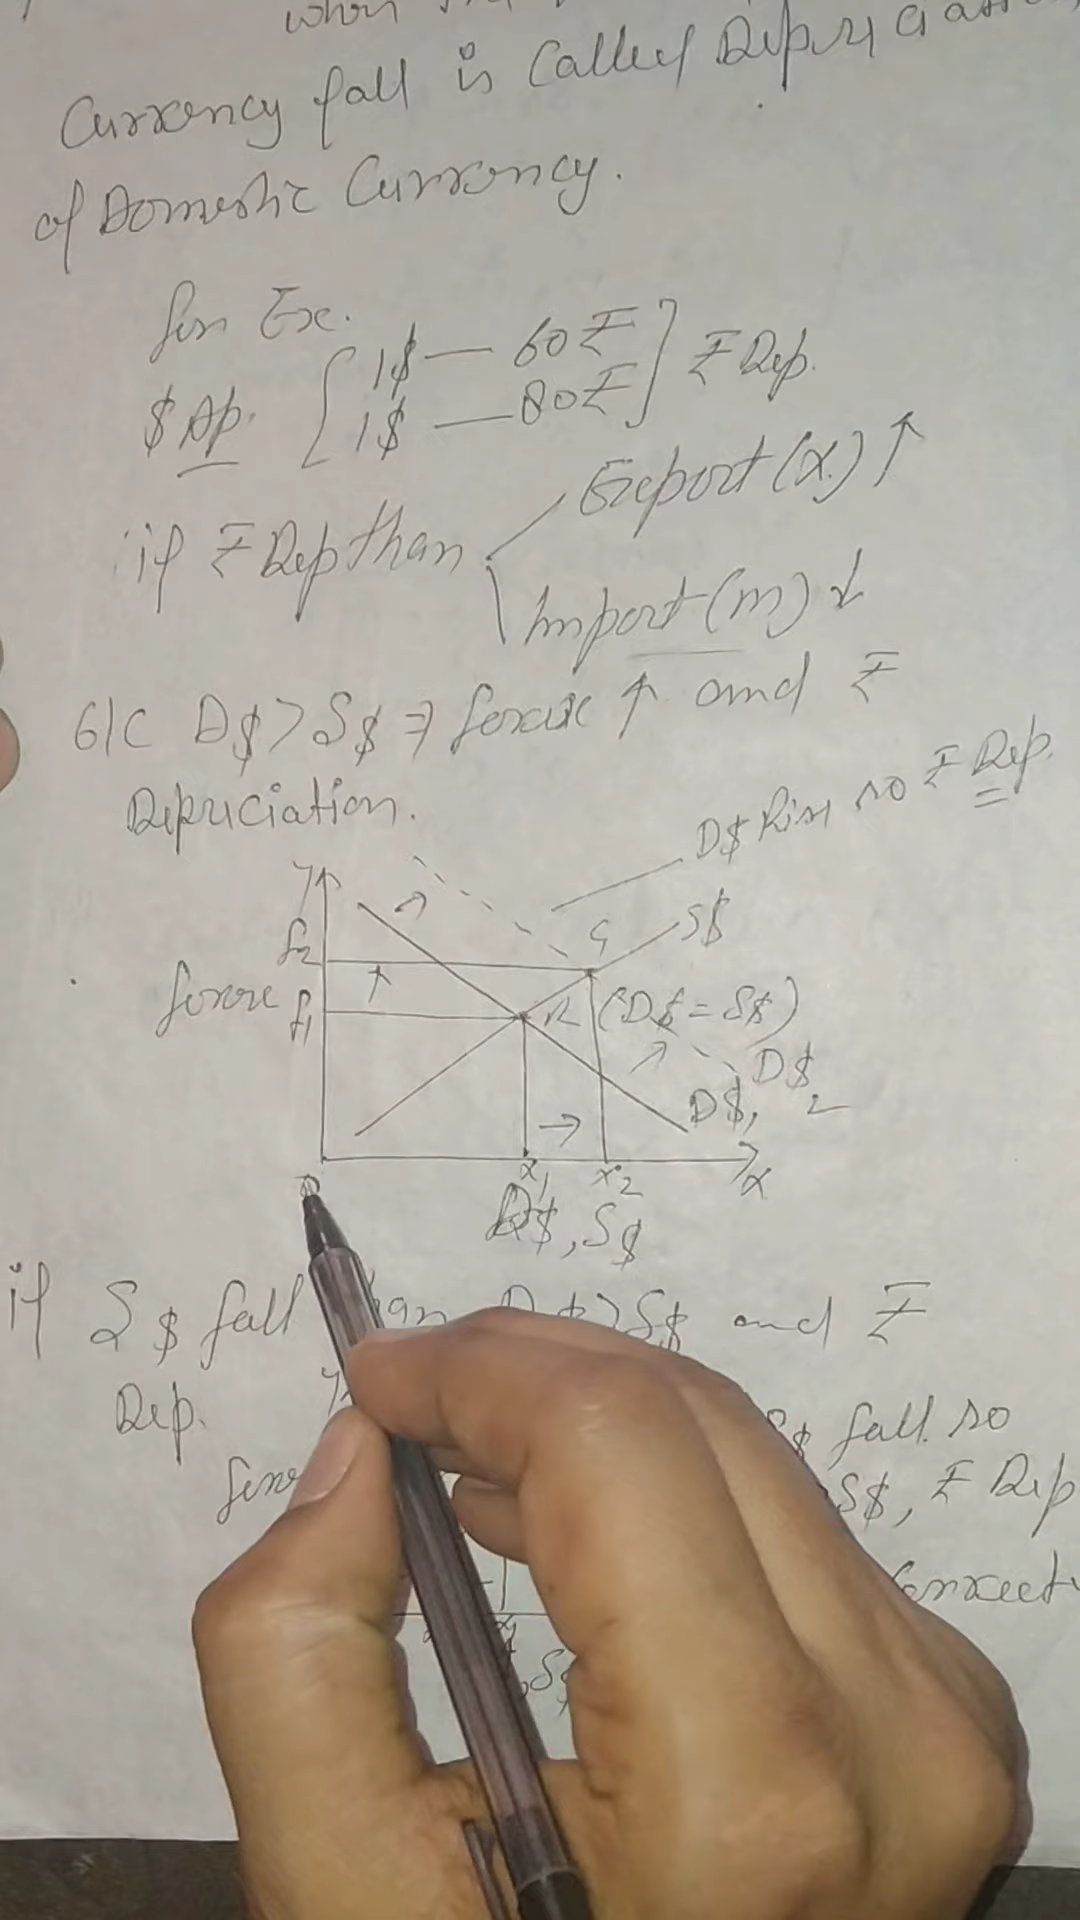 when
Currency fall is Called Depreciation
of Domestic Currency.
for Ex.
$ Ap. [1$ — 60₹
1$ — 80₹] ₹ Dep.
if ₹ Dep than
Export (x) ↑
Import (m) ↓
b/c D$ > S$ ⇒ forex ↑ and ₹
Depreciation.
D$ Rise so ₹ Dep.
y
f2
S$
G
forex f1
R (D$ = S$)
D$2
D$1
x1 x2 x
D$, S$
if S$ fall than D$ > S$ and ₹
Dep.
S$ fall so
S$, ₹ Dep